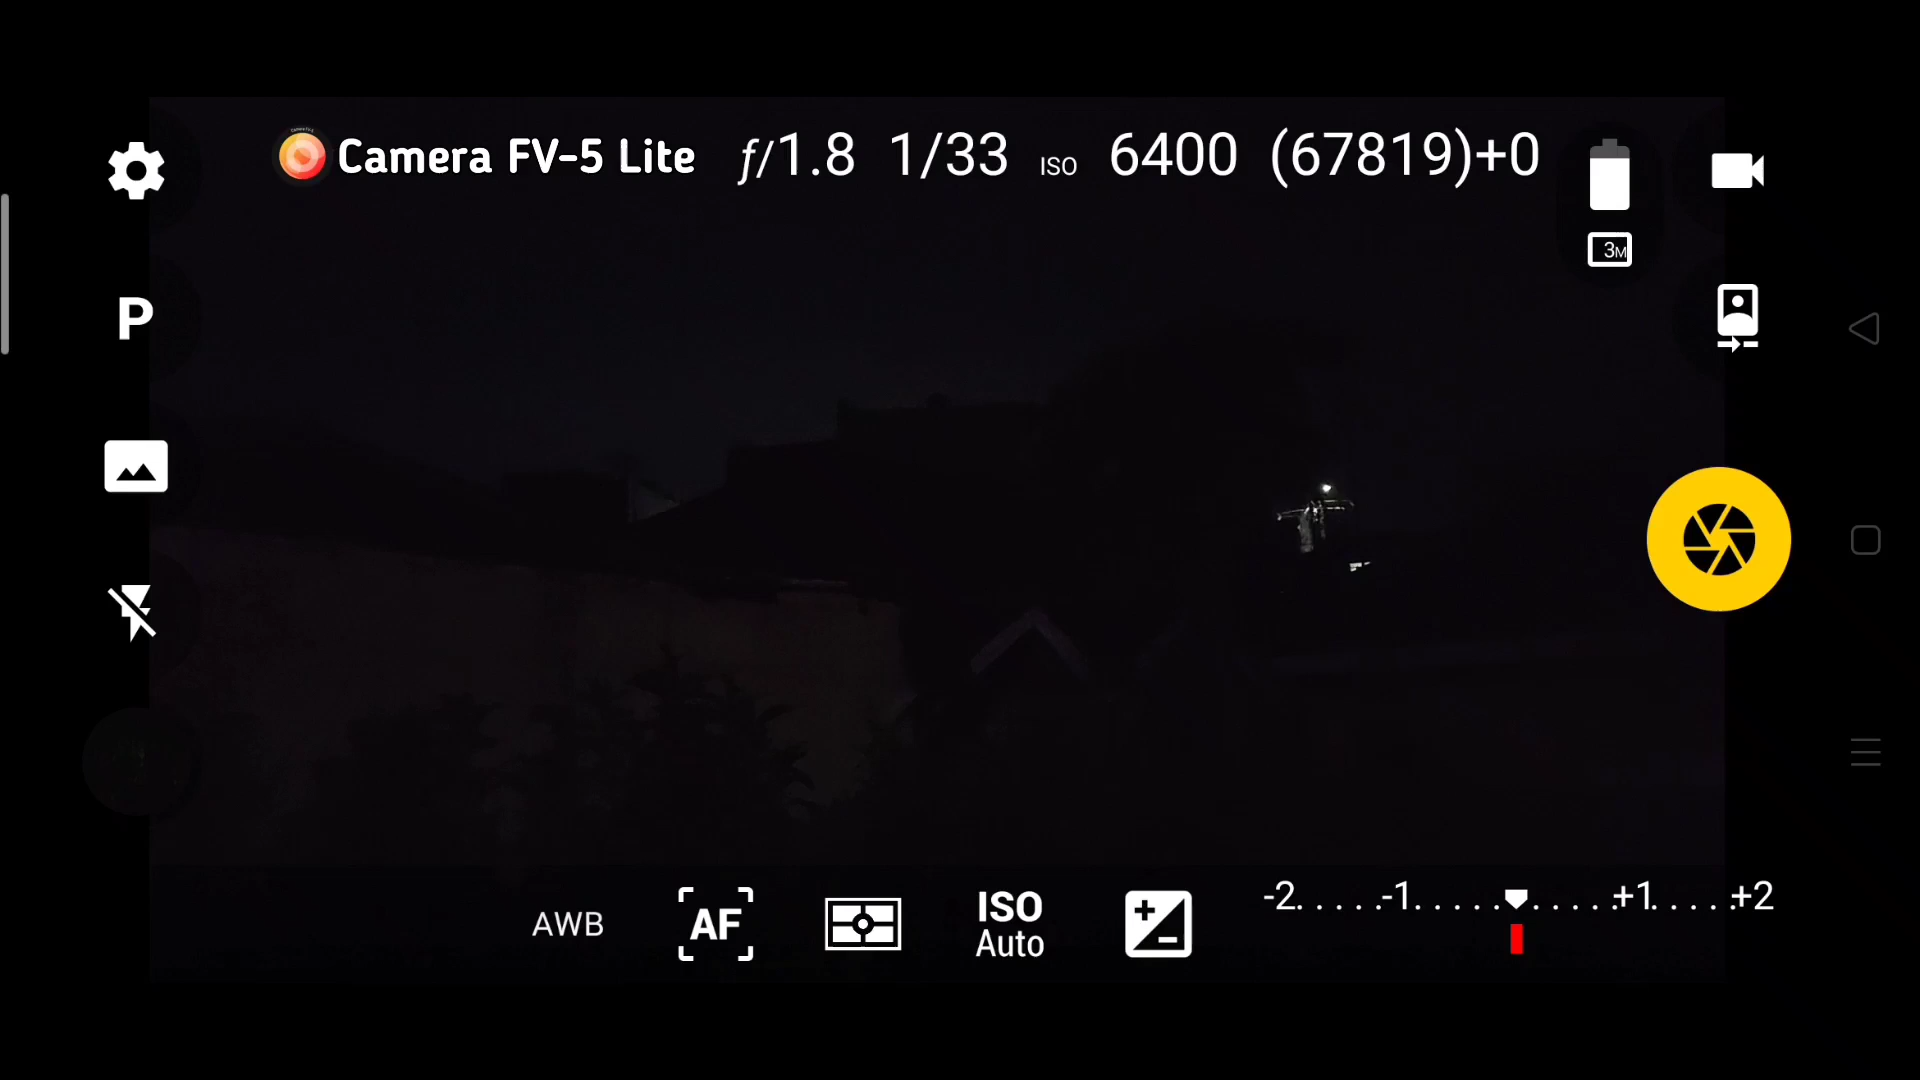 Camera FV-5 Lite f/1.8 1/33 ISO 6400 (67819)+0
3M
P
AWB
AF
ISO
Auto
-2.....-1.....  .....+1.....+2